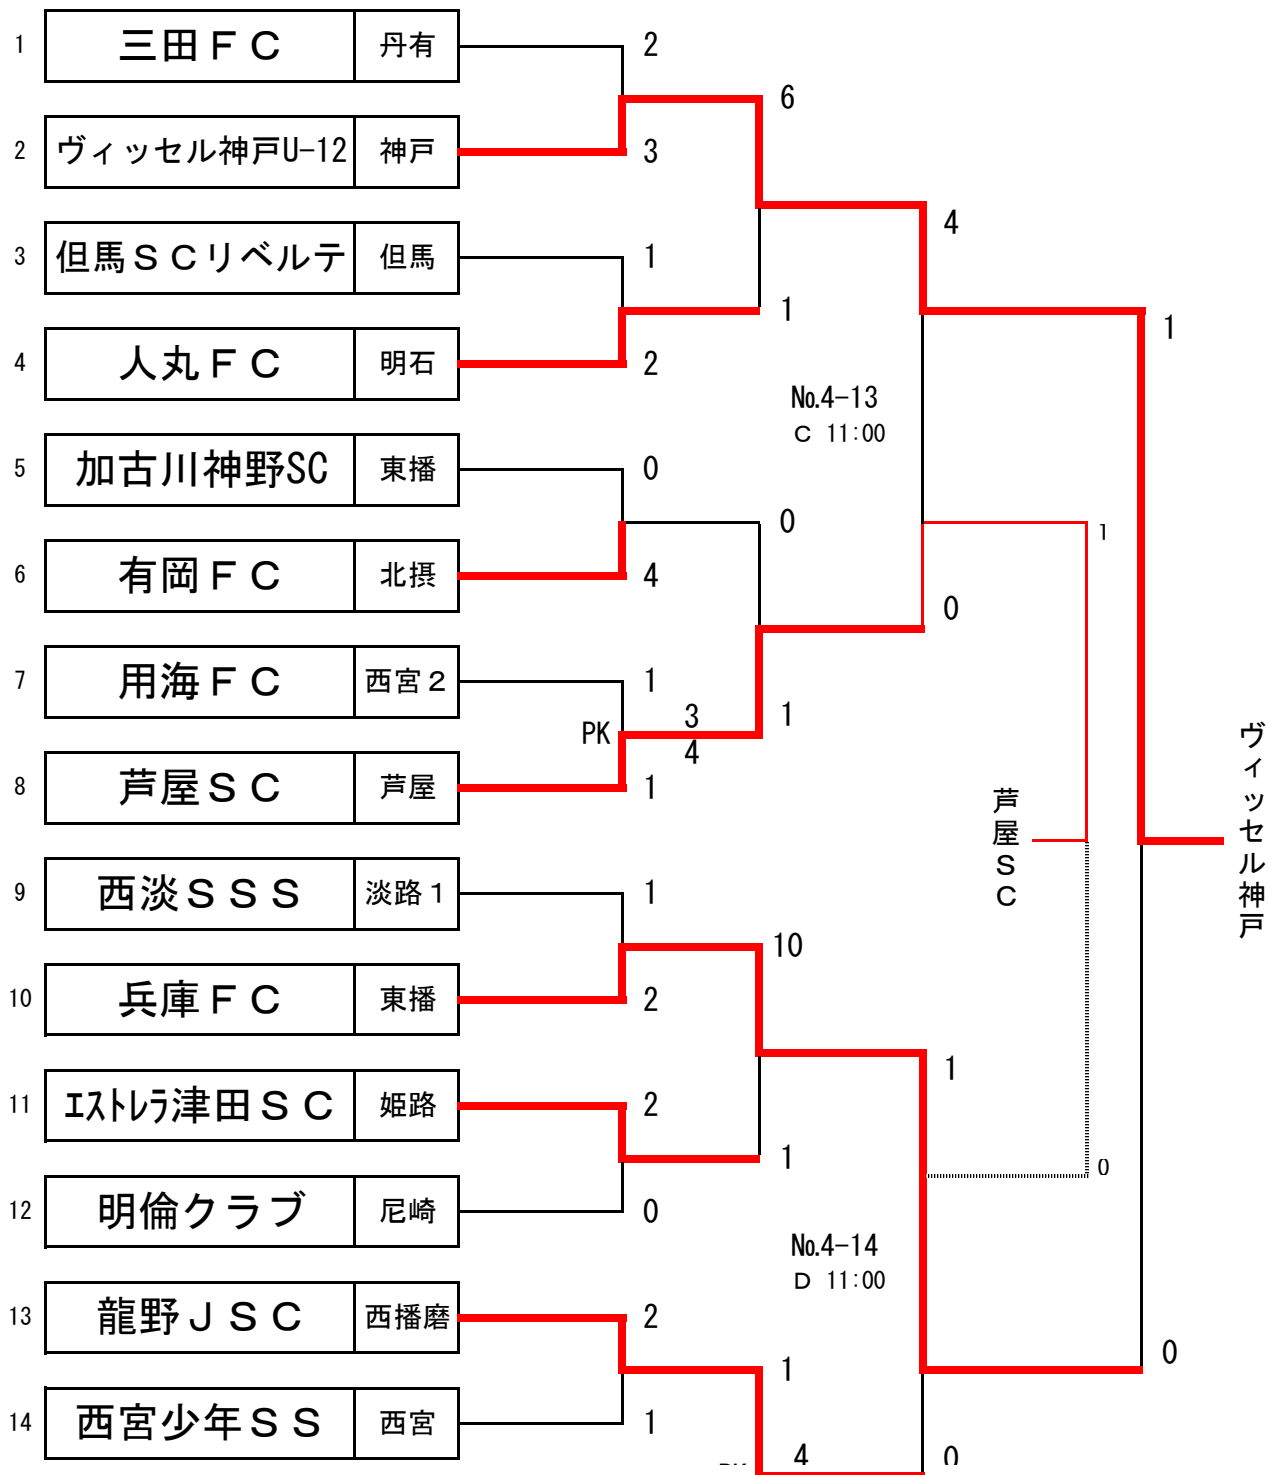 1 三田ＦＣ 丹有 2
6
2 ヴィッセル神戸U-12 神戸 3
4
3 但馬ＳＣリベルテ 但馬 1
1
1
4 人丸ＦＣ 明石 2
№4-13
C 11:00
5 加古川神野SC 東播 0
0
1
6 有岡ＦＣ 北摂 4
0
7 用海ＦＣ 西宮２ 1
PK 3
4
1
8 芦屋ＳＣ 芦屋 1
芦屋ＳＣ
ヴィッセル神戸
9 西淡ＳＳＳ 淡路１ 1
10
10 兵庫ＦＣ 東播 2
1
11 ｴｽﾄﾚﾗ津田ＳＣ 姫路 2
1
0
12 明倫クラブ 尼崎 0
№4-14
D 11:00
13 龍野ＪＳＣ 西播磨 2
0
1
14 西宮少年ＳＳ 西宮 1
4
0